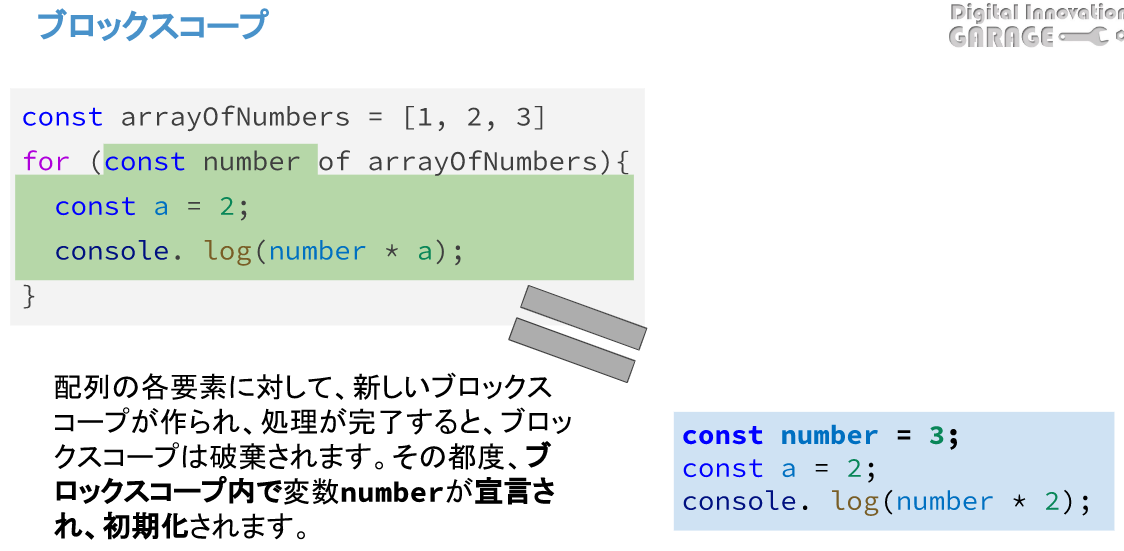 ブロックスコープ
Digital Innovation
GARAGE
const arrayOfNumbers = [1, 2, 3]
for (const number of arrayOfNumbers){
const a = 2;
console. log(number * a);
}
配列の各要素に対して、新しいブロックス
コープが作られ、処理が完了すると、ブロッ
クスコープは破棄されます。その都度、ブ
ロックスコープ内で変数numberが宣言さ
れ、初期化されます。
const number = 3;
const a = 2;
console. log(number * 2);